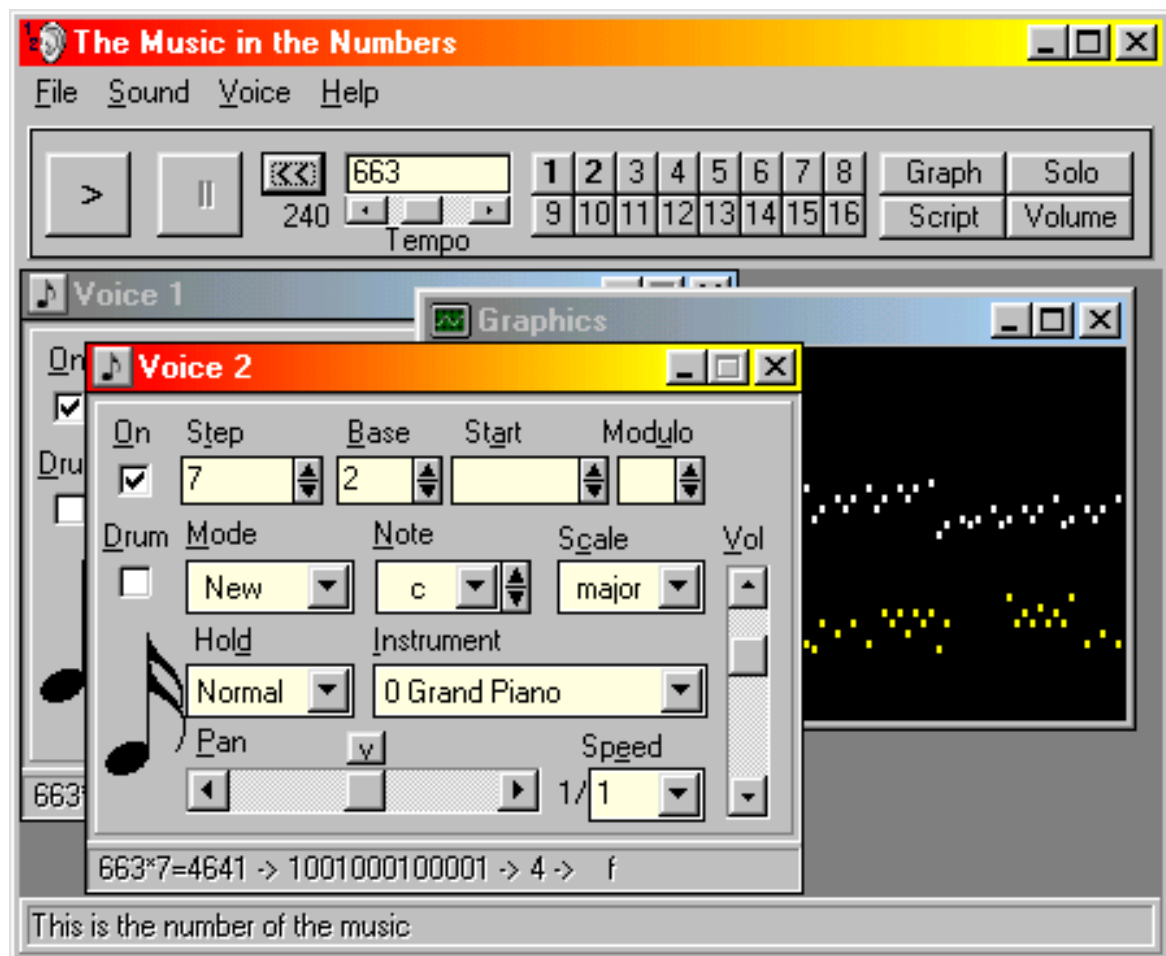 The Music in the Numbers
File Sound Voice Help
> || << 663 1 2 3 4 5 6 7 8 Graph Solo
240 9 10 11 12 13 14 15 16 Script Volume
Tempo
Voice 1
Graphics
On
Voice 2
On Step Base Start Modulo
7 2
Drum Mode Note Scale Vol
New c major
Hold Instrument
Normal 0 Grand Piano
Pan v Speed
1/ 1
663*
663*7=4641 -> 1001000100001 -> 4 -> f
This is the number of the music